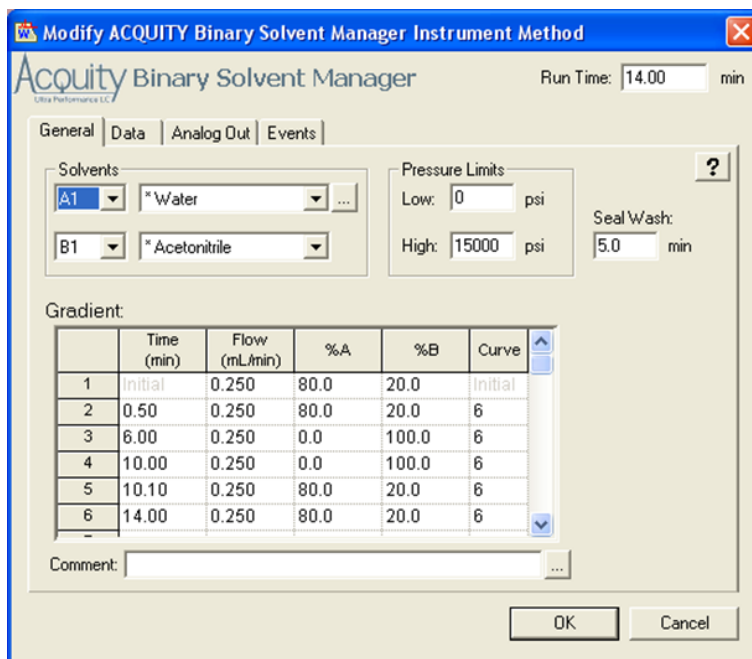 Modify ACQUITY Binary Solvent Manager Instrument Method
Acquity Binary Solvent Manager
Ultra Performance LC
Run Time: 14.00 min
General Data Analog Out Events
?
Solvents
A1 * Water ...
B1 * Acetonitrile
Pressure Limits
Low: 0 psi
High: 15000 psi
Seal Wash:
5.0 min
Gradient:
Time (min) Flow (mL/min) %A %B Curve
1 Initial 0.250 80.0 20.0 Initial
2 0.50 0.250 80.0 20.0 6
3 6.00 0.250 0.0 100.0 6
4 10.00 0.250 0.0 100.0 6
5 10.10 0.250 80.0 20.0 6
6 14.00 0.250 80.0 20.0 6
Comment: ...
OK Cancel